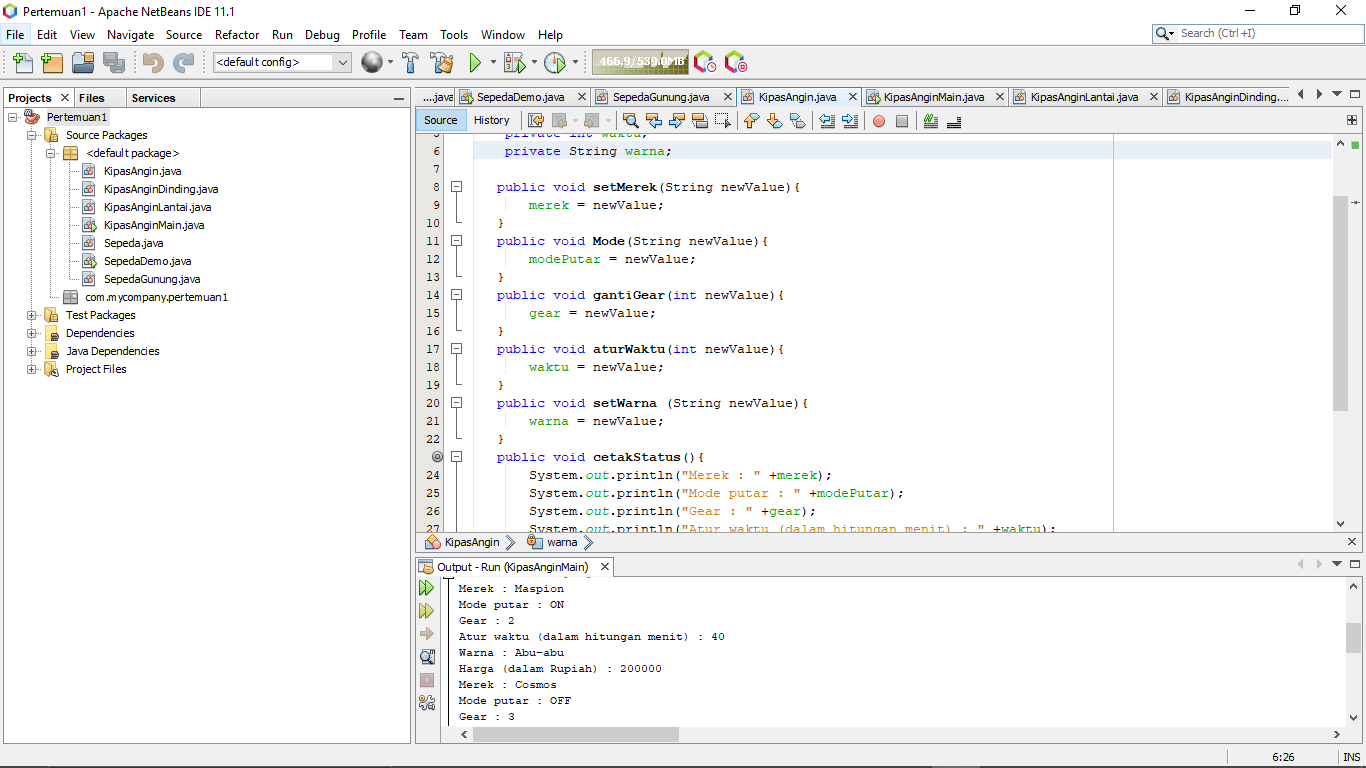 Pertemuan1 - Apache NetBeans IDE 11.1
File Edit View Navigate Source Refactor Run Debug Profile Team Tools Window Help
Search (Ctrl+I)
<default config>
466.9/539.0MB
Projects Files Services
Pertemuan1
Source Packages
<default package>
KipasAngin.java
KipasAnginDinding.java
KipasAnginLantai.java
KipasAnginMain.java
Sepeda.java
SepedaDemo.java
SepedaGunung.java
com.mycompany.pertemuan1
Test Packages
Dependencies
Java Dependencies
Project Files
....java SepedaDemo.java SepedaGunung.java KipasAngin.java KipasAnginMain.java KipasAnginLantai.java KipasAnginDinding....
Source History
5 private int waktu;
6 private String warna;
7
8 public void setMerek(String newValue){
9 merek = newValue;
10 }
11 public void Mode(String newValue){
12 modePutar = newValue;
13 }
14 public void gantiGear(int newValue){
15 gear = newValue;
16 }
17 public void aturWaktu(int newValue){
18 waktu = newValue;
19 }
20 public void setWarna (String newValue){
21 warna = newValue;
22 }
public void cetakStatus(){
24 System.out.println("Merek : " +merek);
25 System.out.println("Mode putar : " +modePutar);
26 System.out.println("Gear : " +gear);
27 System.out.println("Atur waktu (dalam hitungan menit) : " +waktu);
KipasAngin warna
Output - Run (KipasAnginMain)
Merek : Maspion
Mode putar : ON
Gear : 2
Atur waktu (dalam hitungan menit) : 40
Warna : Abu-abu
Harga (dalam Rupiah) : 200000
Merek : Cosmos
Mode putar : OFF
Gear : 3
6:26 INS